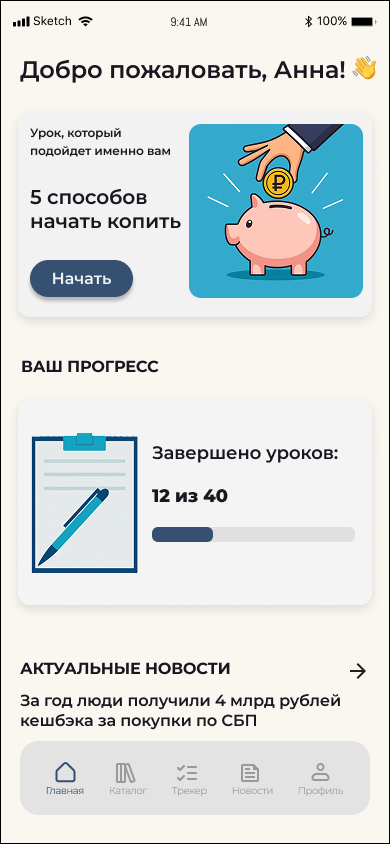 Sketch 9:41 AM 100%
Добро пожаловать, Анна! 👋
Урок, который
подойдет именно вам
5 способов
начать копить
Начать
₽
ВАШ ПРОГРЕСС
Завершено уроков:
12 из 40
АКТУАЛЬНЫЕ НОВОСТИ →
За год люди получили 4 млрд рублей
кешбэка за покупки по СБП
Главная Каталог Трекер Новости Профиль